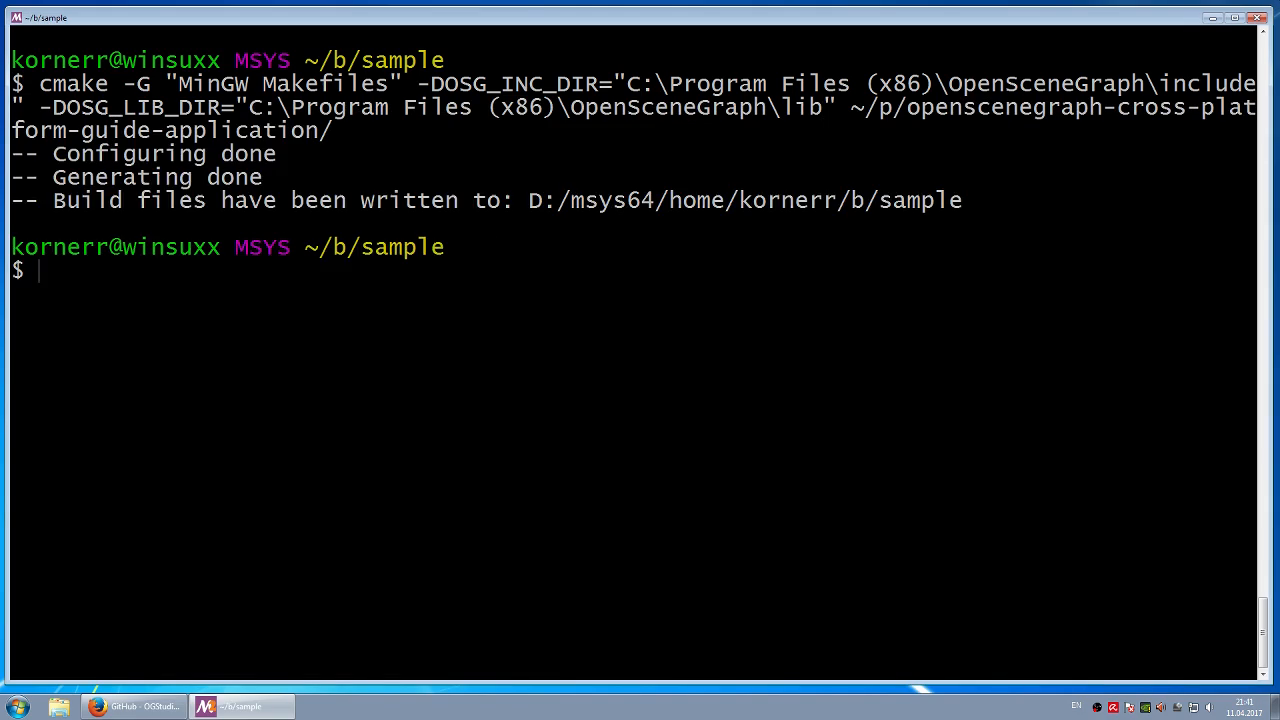 ~/b/sample
kornerr@winsuxx MSYS ~/b/sample
$ cmake -G "MinGW Makefiles" -DOSG_INC_DIR="C:\Program Files (x86)\OpenSceneGraph\include
" -DOSG_LIB_DIR="C:\Program Files (x86)\OpenSceneGraph\lib" ~/p/openscenegraph-cross-plat
form-guide-application/
-- Configuring done
-- Generating done
-- Build files have been written to: D:/msys64/home/kornerr/b/sample
kornerr@winsuxx MSYS ~/b/sample
$
GitHub - OGStudi...
~/b/sample
EN
21:41
11.04.2017